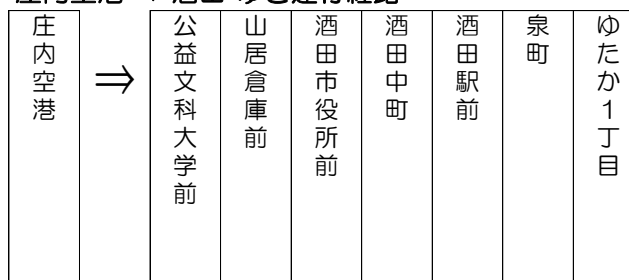 庄内空港
⇒
公益文科大学前
山居倉庫前
酒田市役所前
酒田中町
酒田駅前
泉町
ゆたか1丁目